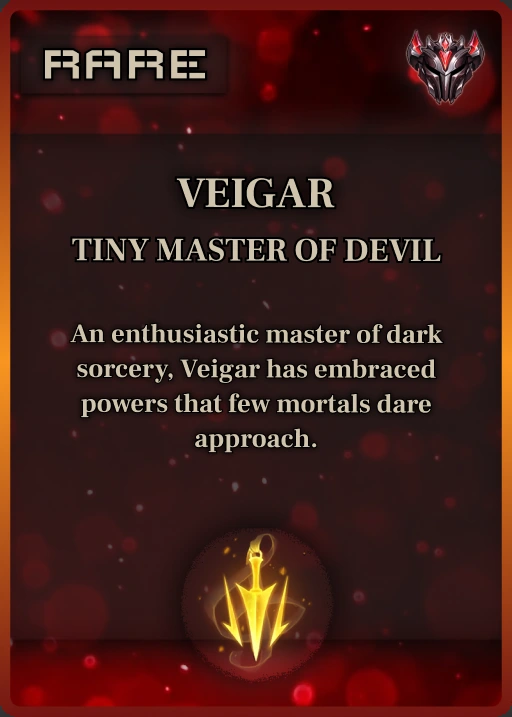 RARE
VEIGAR
TINY MASTER OF DEVIL
An enthusiastic master of dark
sorcery, Veigar has embraced
powers that few mortals dare
approach.